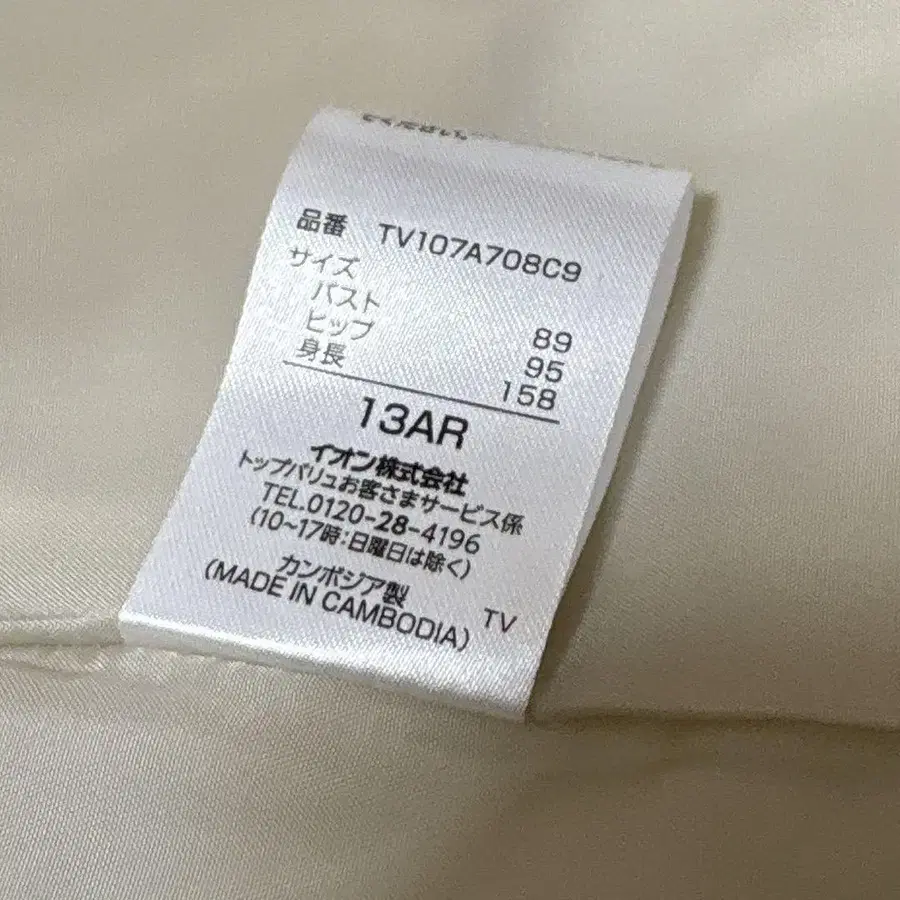 品番 TV107A708C9
サイズ
バスト 89
ヒップ 95
身長 158
13AR
イオン株式会社
トップバリュお客さまサービス係
TEL.0120-28-4196
(10~17時:日曜日は除く)
カンボジア製
(MADE IN CAMBODIA) TV